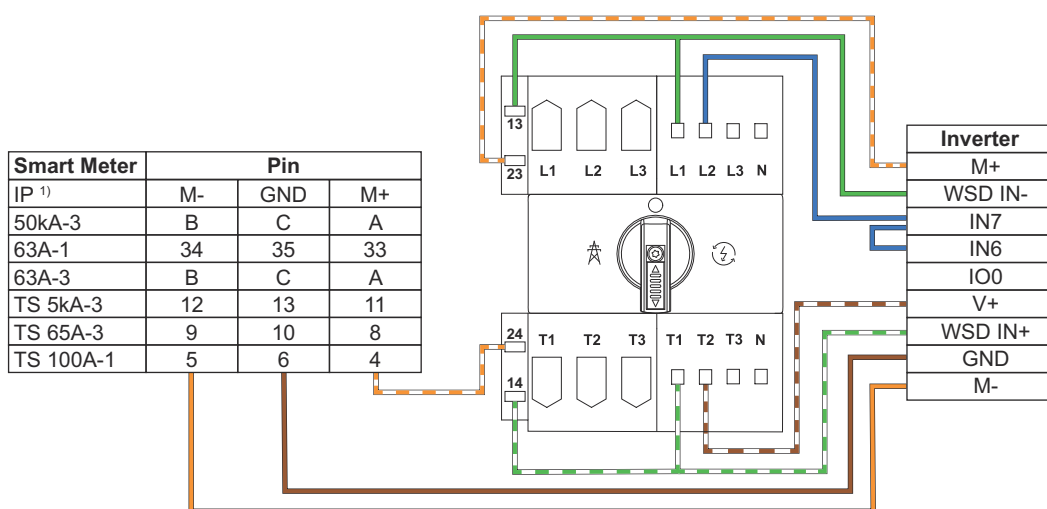 Smart Meter Pin
IP 1) M- GND M+
50kA-3 B C A
63A-1 34 35 33
63A-3 B C A
TS 5kA-3 12 13 11
TS 65A-3 9 10 8
TS 100A-1 5 6 4
13
23 L1 L2 L3 L1 L2 L3 N
24 T1 T2 T3 T1 T2 T3 N
14
Inverter
M+
WSD IN-
IN7
IN6
IO0
V+
WSD IN+
GND
M-